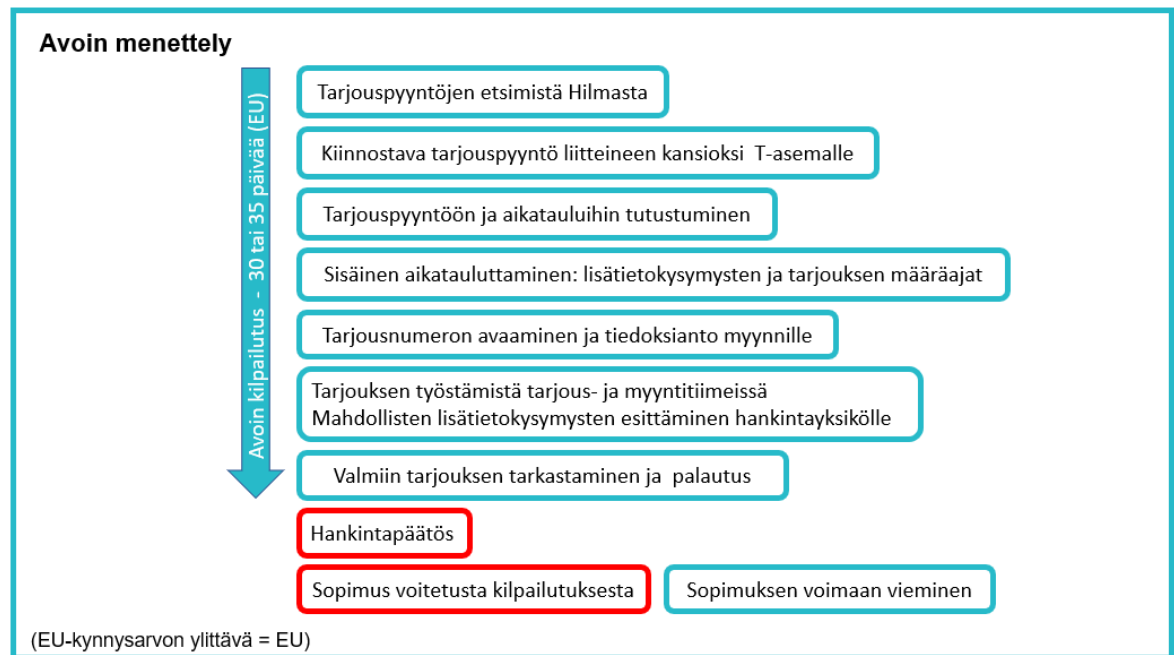 Avoin menettely
Avoin kilpailutus - 30 tai 35 päivää (EU)
Tarjouspyyntöjen etsimistä Hilmasta
Kiinnostava tarjouspyyntö liitteineen kansioksi T-asemalle
Tarjouspyyntöön ja aikatauluihin tutustuminen
Sisäinen aikatauluttaminen: lisätietokysymysten ja tarjouksen määräajat
Tarjousnumeron avaaminen ja tiedoksianto myynnille
Tarjouksen työstämistä tarjous- ja myyntitiimeissä
Mahdollisten lisätietokysymysten esittäminen hankintayksikölle
Valmiin tarjouksen tarkastaminen ja palautus
Hankintapäätös
Sopimus voitetusta kilpailutuksesta
Sopimuksen voimaan vieminen
(EU-kynnysarvon ylittävä = EU)